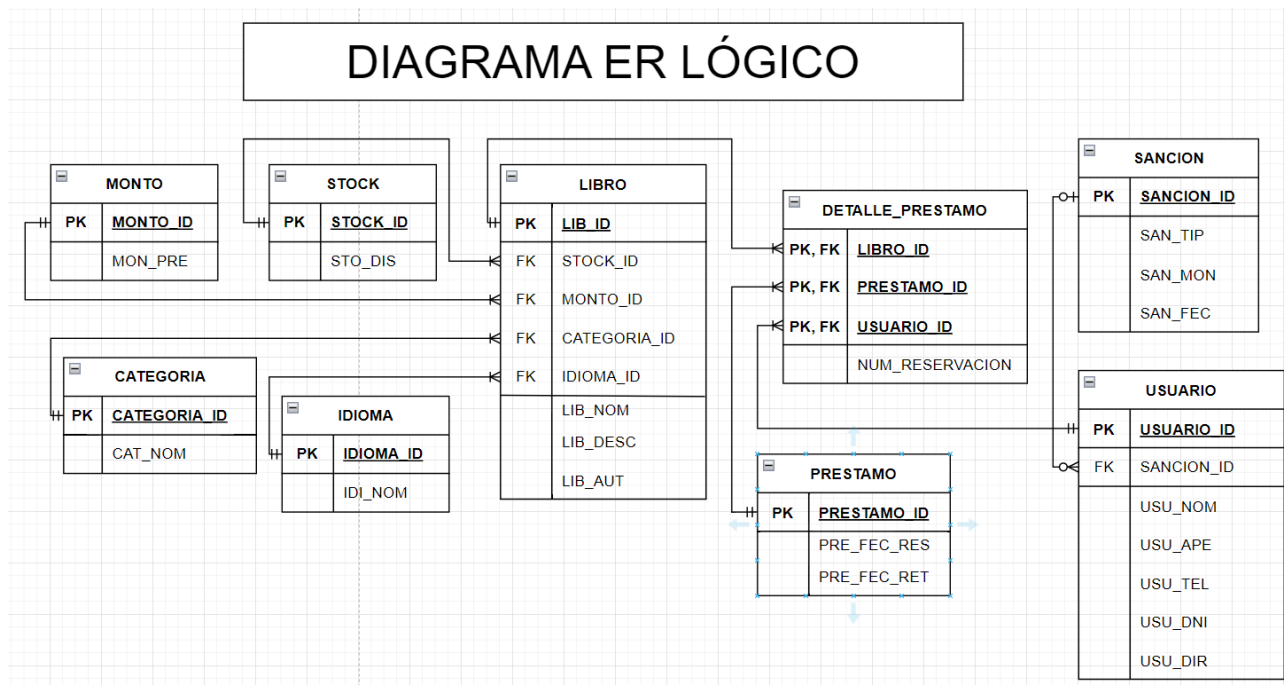 DIAGRAMA ER LÓGICO
MONTO
PK MONTO_ID
MON_PRE
STOCK
PK STOCK_ID
STO_DIS
LIBRO
PK LIB_ID
FK STOCK_ID
FK MONTO_ID
FK CATEGORIA_ID
FK IDIOMA_ID
LIB_NOM
LIB_DESC
LIB_AUT
DETALLE_PRESTAMO
PK, FK LIBRO_ID
PK, FK PRESTAMO_ID
PK, FK USUARIO_ID
NUM_RESERVACION
SANCION
PK SANCION_ID
SAN_TIP
SAN_MON
SAN_FEC
CATEGORIA
PK CATEGORIA_ID
CAT_NOM
IDIOMA
PK IDIOMA_ID
IDI_NOM
PRESTAMO
PK PRESTAMO_ID
PRE_FEC_RES
PRE_FEC_RET
USUARIO
PK USUARIO_ID
FK SANCION_ID
USU_NOM
USU_APE
USU_TEL
USU_DNI
USU_DIR